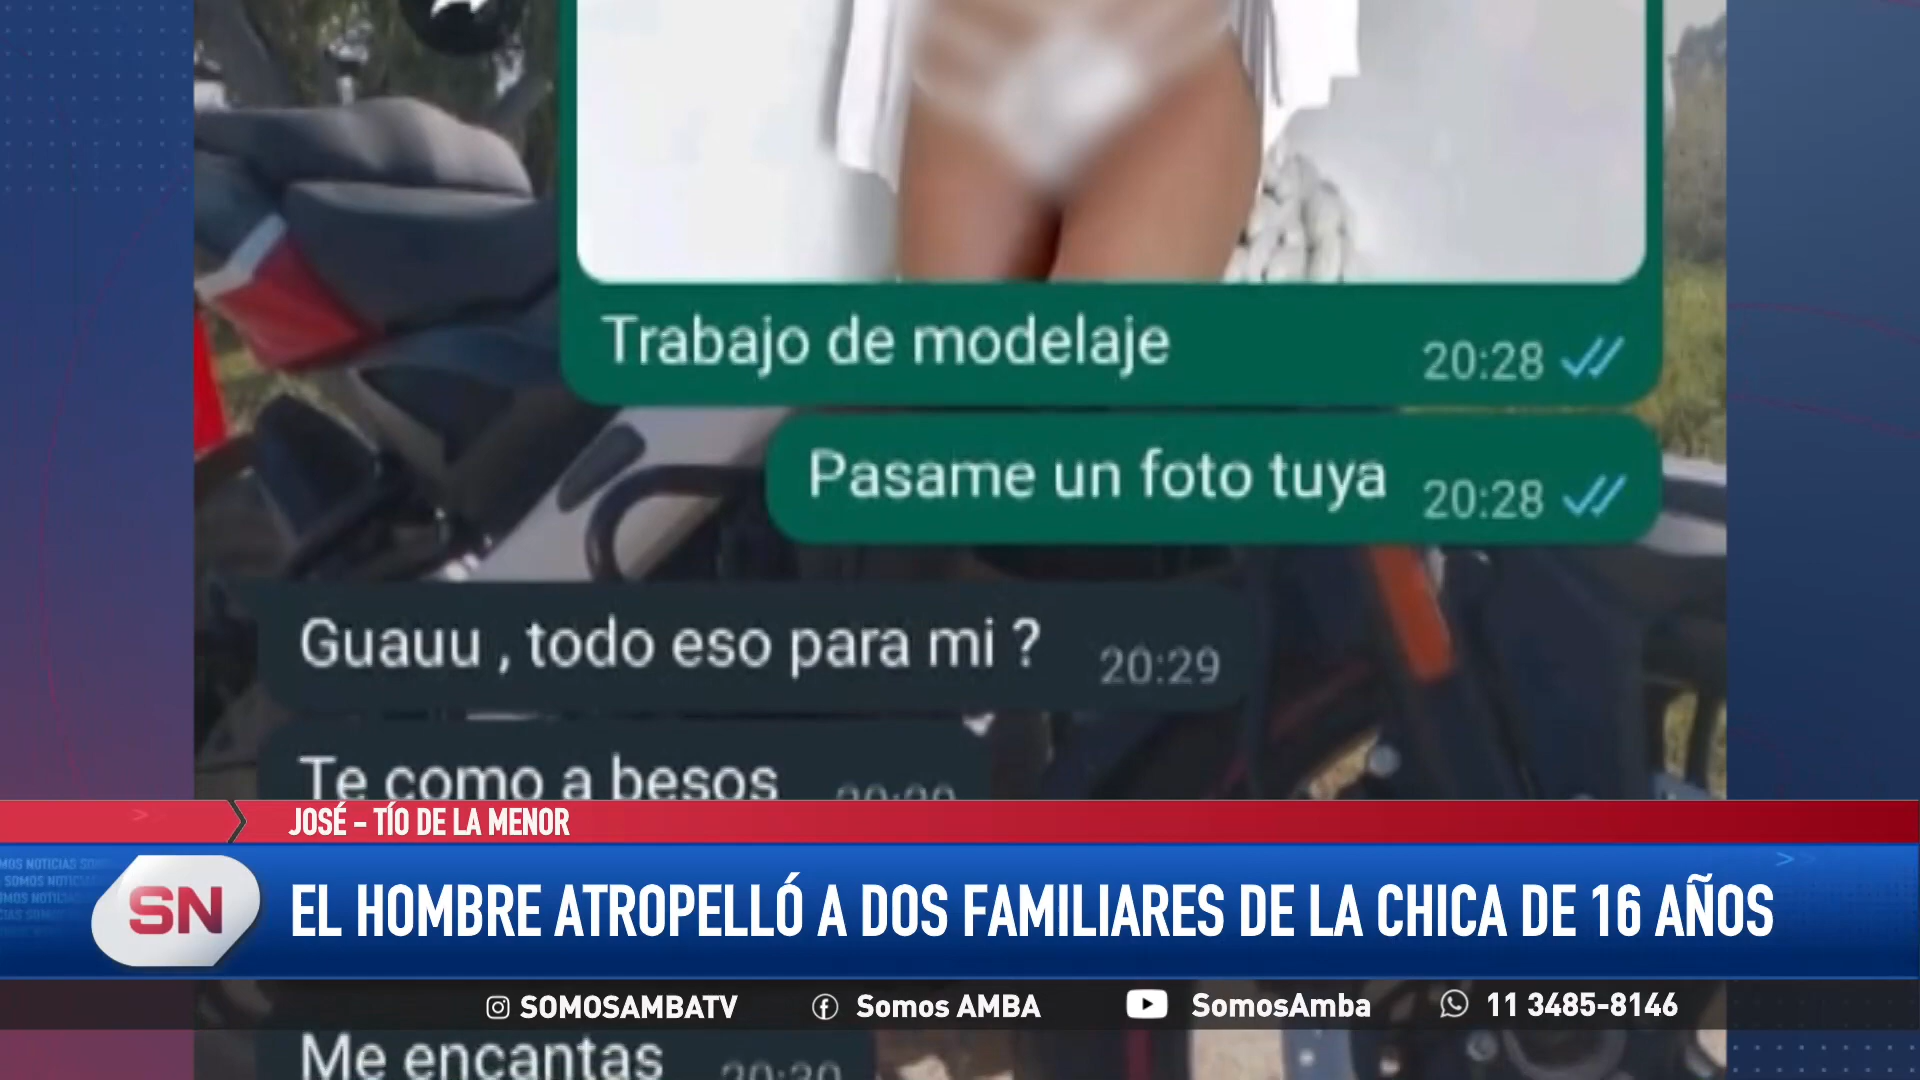 Trabajo de modelaje 20:28
Pasame un foto tuya 20:28
Guauu , todo eso para mi ? 20:29
Te como a besos
JOSÉ - TÍO DE LA MENOR
SN
EL HOMBRE ATROPELLÓ A DOS FAMILIARES DE LA CHICA DE 16 AÑOS
SOMOSAMBATV Somos AMBA SomosAmba 11 3485-8146
Me encantas 20:30